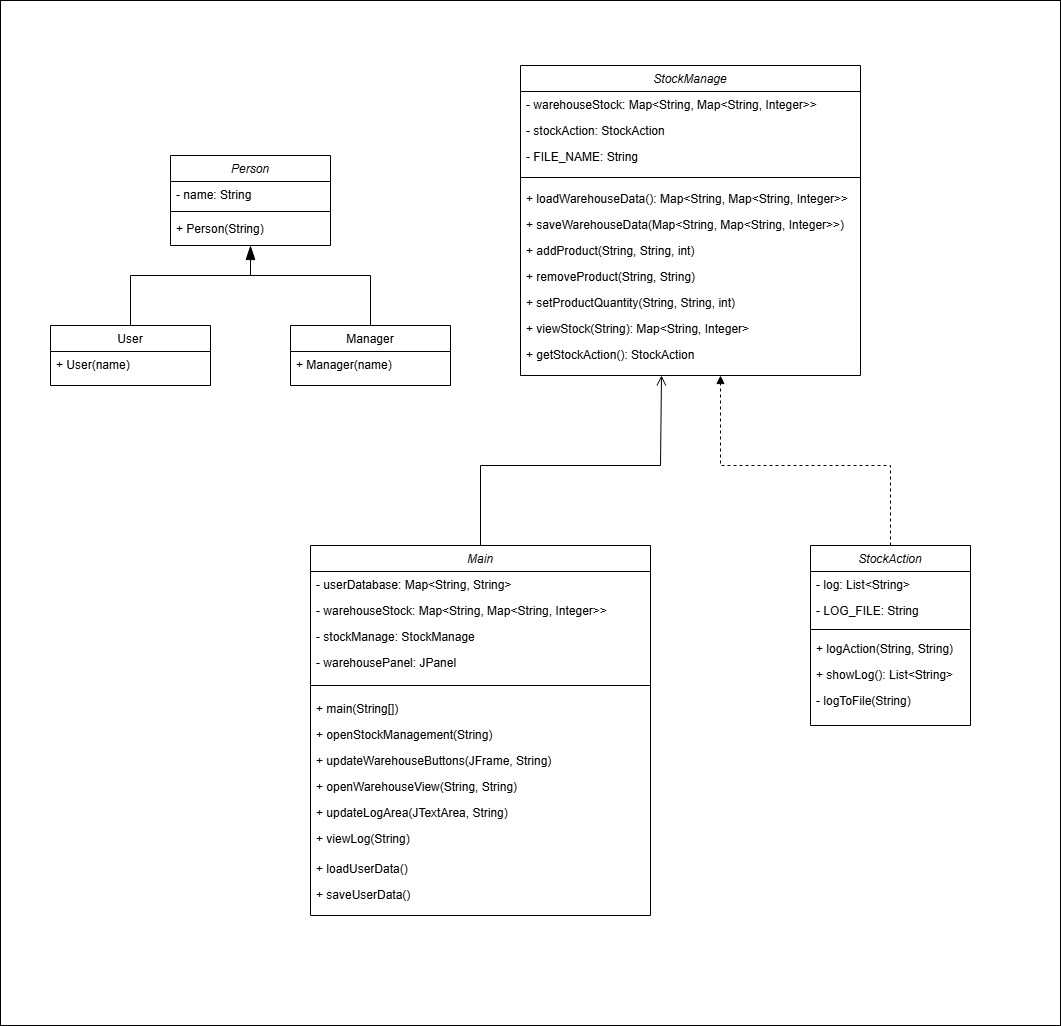 StockManage
- warehouseStock: Map<String, Map<String, Integer>>
- stockAction: StockAction
- FILE_NAME: String
+ loadWarehouseData(): Map<String, Map<String, Integer>>
+ saveWarehouseData(Map<String, Map<String, Integer>>)
+ addProduct(String, String, int)
+ removeProduct(String, String)
+ setProductQuantity(String, String, int)
+ viewStock(String): Map<String, Integer>
+ getStockAction(): StockAction
Person
- name: String
+ Person(String)
User
+ User(name)
Manager
+ Manager(name)
Main
- userDatabase: Map<String, String>
- warehouseStock: Map<String, Map<String, Integer>>
- stockManage: StockManage
- warehousePanel: JPanel
+ main(String[])
+ openStockManagement(String)
+ updateWarehouseButtons(JFrame, String)
+ openWarehouseView(String, String)
+ updateLogArea(JTextArea, String)
+ viewLog(String)
+ loadUserData()
+ saveUserData()
StockAction
- log: List<String>
- LOG_FILE: String
+ logAction(String, String)
+ showLog(): List<String>
- logToFile(String)